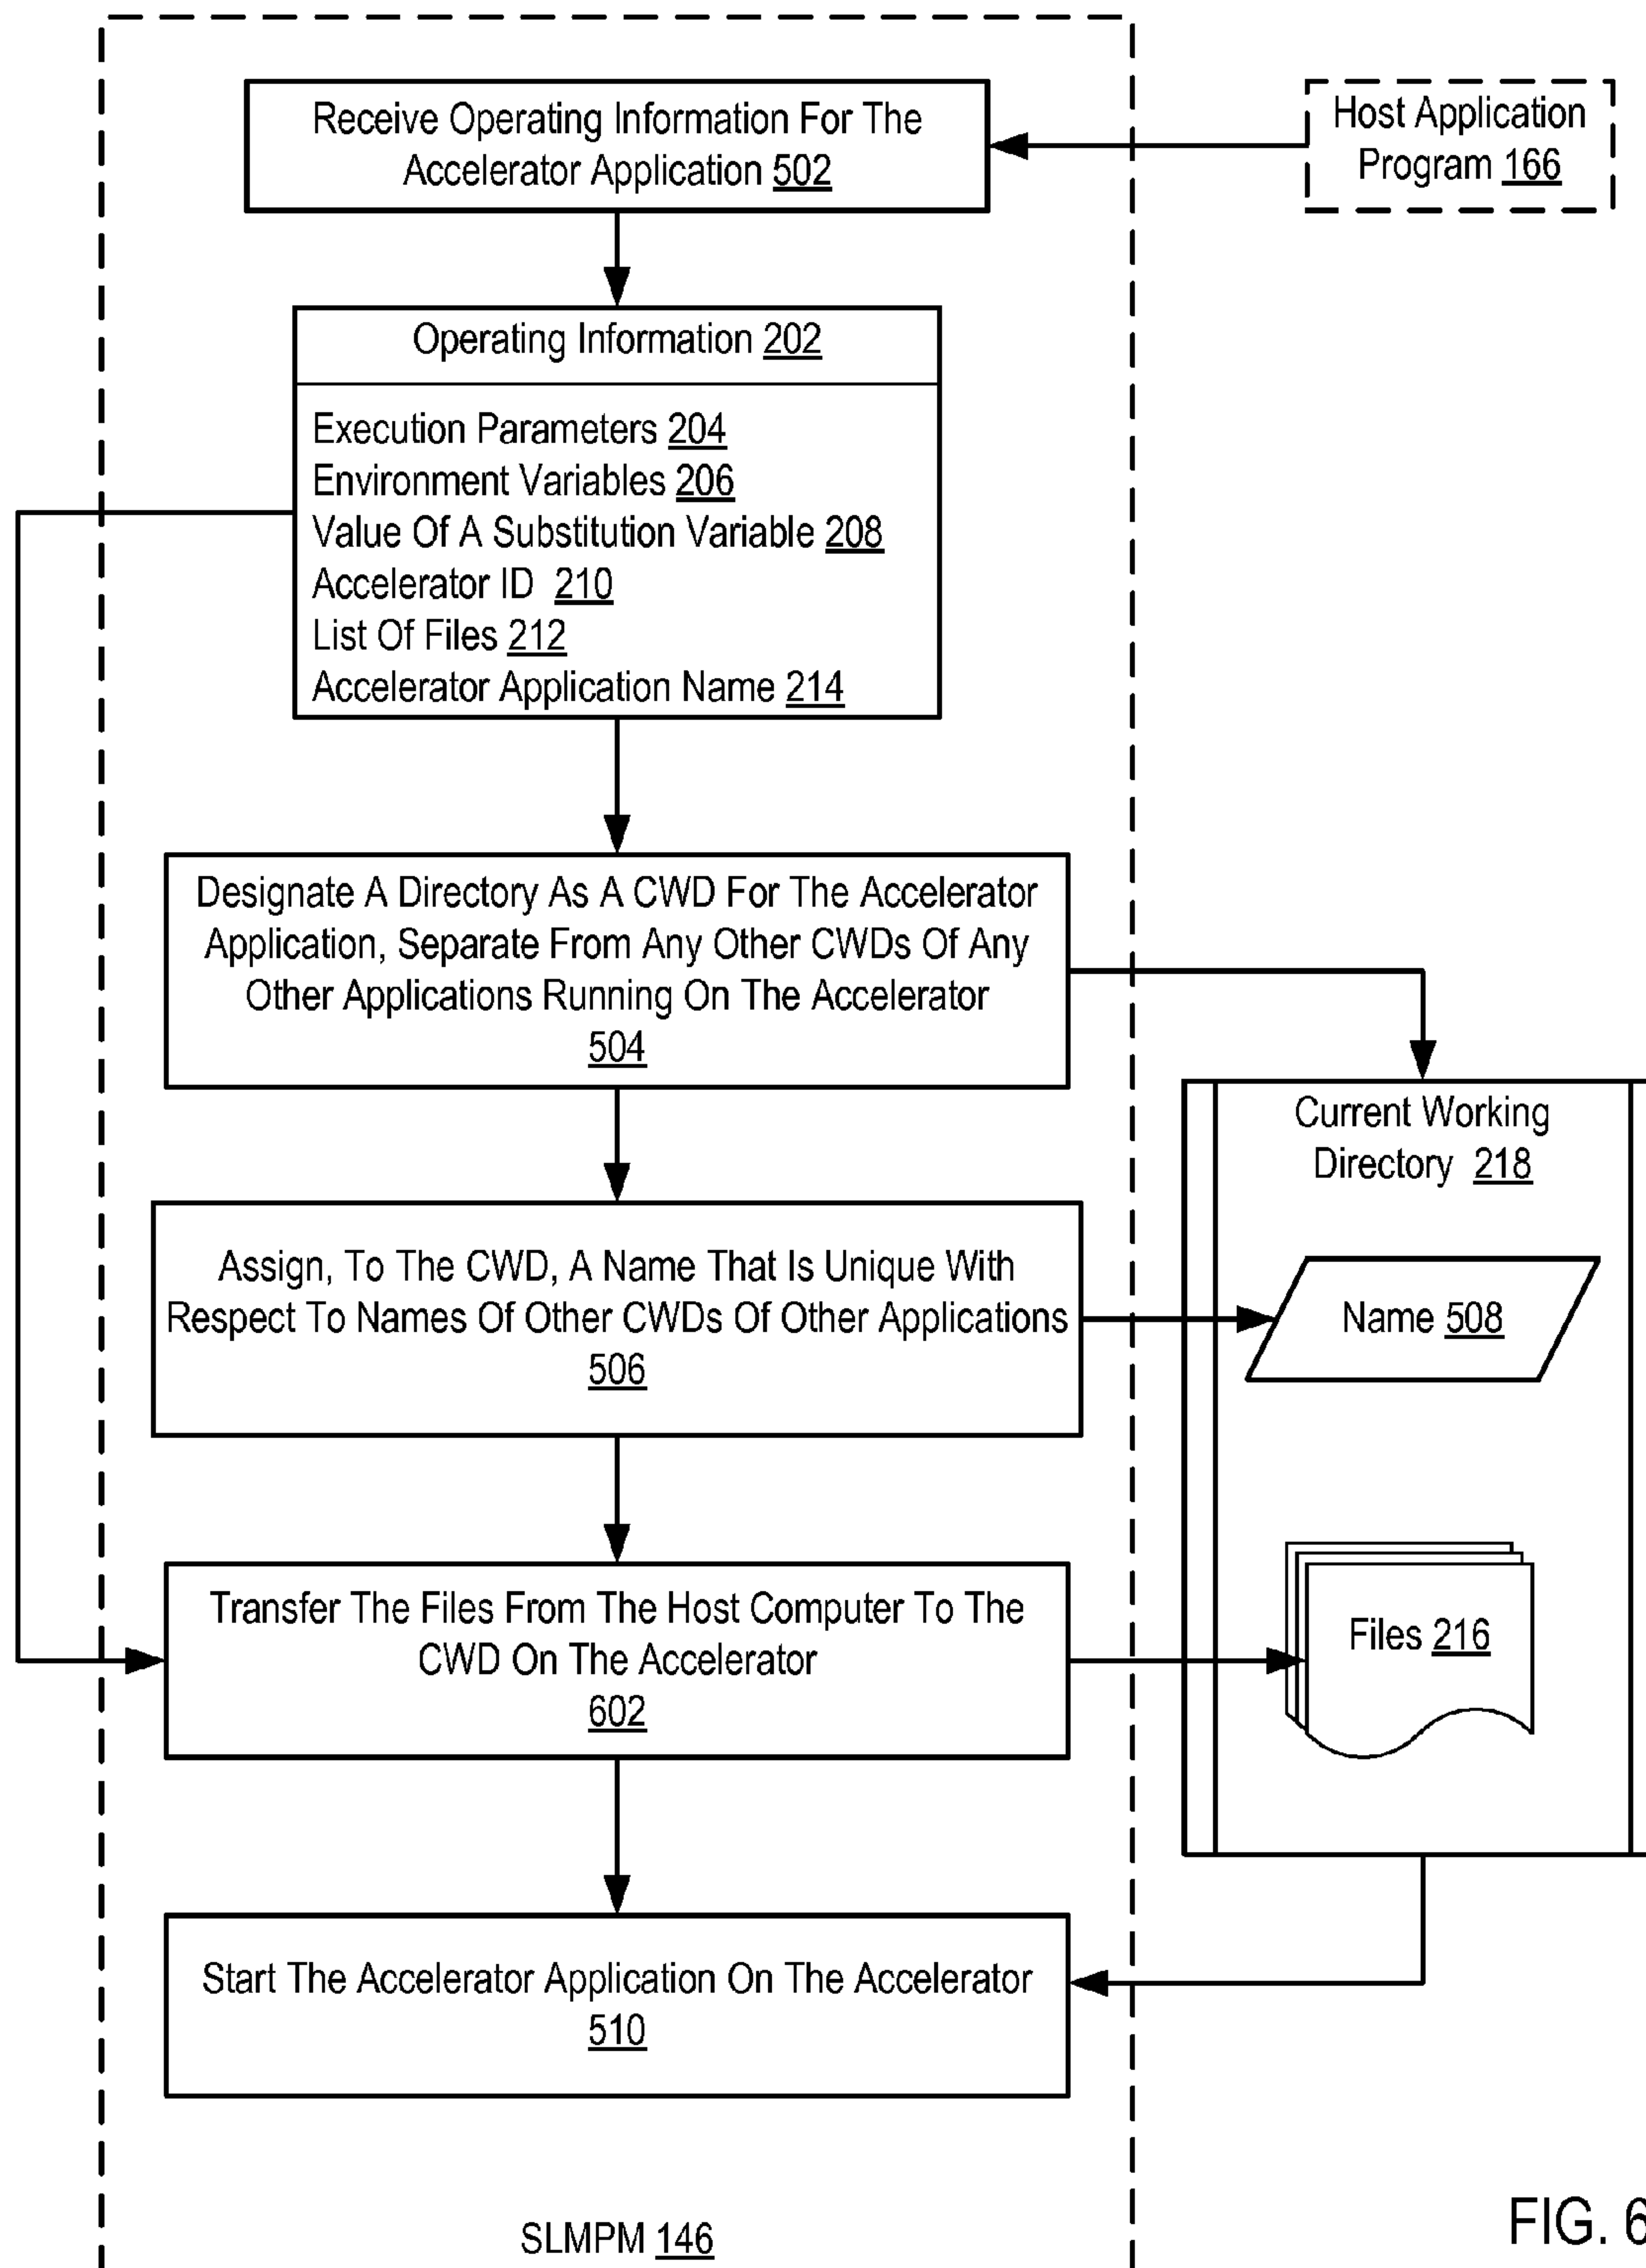 Receive Operating Information For The
Accelerator Application 502
Host Application
Program 166
Operating Information 202
Execution Parameters 204
Environment Variables 206
Value Of A Substitution Variable 208
Accelerator ID 210
List Of Files 212
Accelerator Application Name 214
Designate A Directory As A CWD For The Accelerator
Application, Separate From Any Other CWDs Of Any
Other Applications Running On The Accelerator
504
Current Working
Directory 218
Assign, To The CWD, A Name That Is Unique With
Respect To Names Of Other CWDs Of Other Applications
506
Name 508
Transfer The Files From The Host Computer To The
CWD On The Accelerator
602
Files 216
Start The Accelerator Application On The Accelerator
510
SLMPM 146
FIG. 6